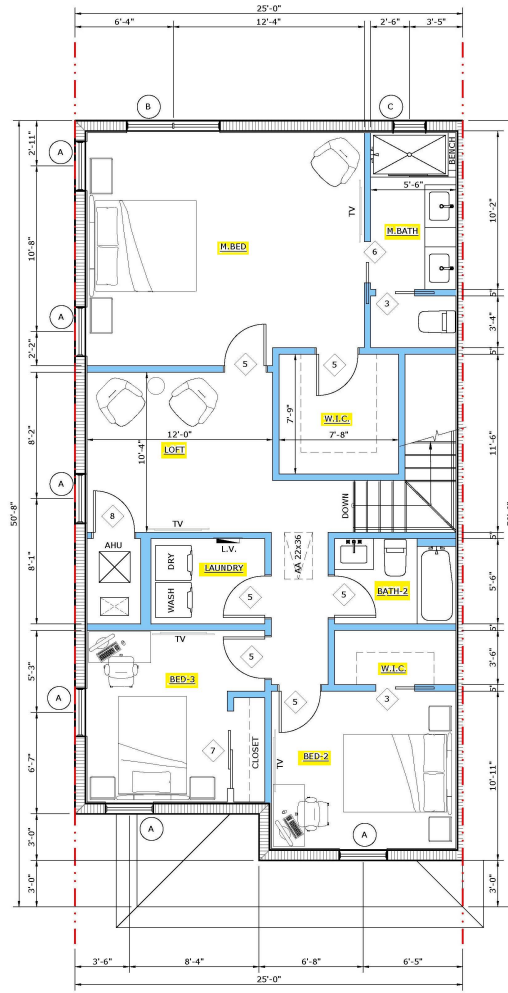 25'-0"
6'-4" 12'-4" 2'-6" 3'-5"
B
C
A
2'-11"
BENCH
5'-6"
TV
M.BATH
10'-2"
M.BED
6
10'-8"
3
5"
A
3'-4"
2'-2"
5
5
5"
7'-9"
W.I.C.
12'-0"
7'-8"
LOFT
10'-4"
11'-6"
8'-2"
A
DOWN
50'-8"
8
TV
5"
AHU
L.V.
DRY
LAUNDRY
AA 22x36
8'-1"
WASH
5
5
BATH-2
5'-6"
5"
TV
5
W.I.C.
3'-6"
5'-3"
BED-3
3
5"
A
5
7
CLOSET
TV
BED-2
10'-11"
6'-7"
A
A
3'-0"
3'-0"
3'-0"
3'-6" 8'-4" 6'-8" 6'-5"
25'-0"